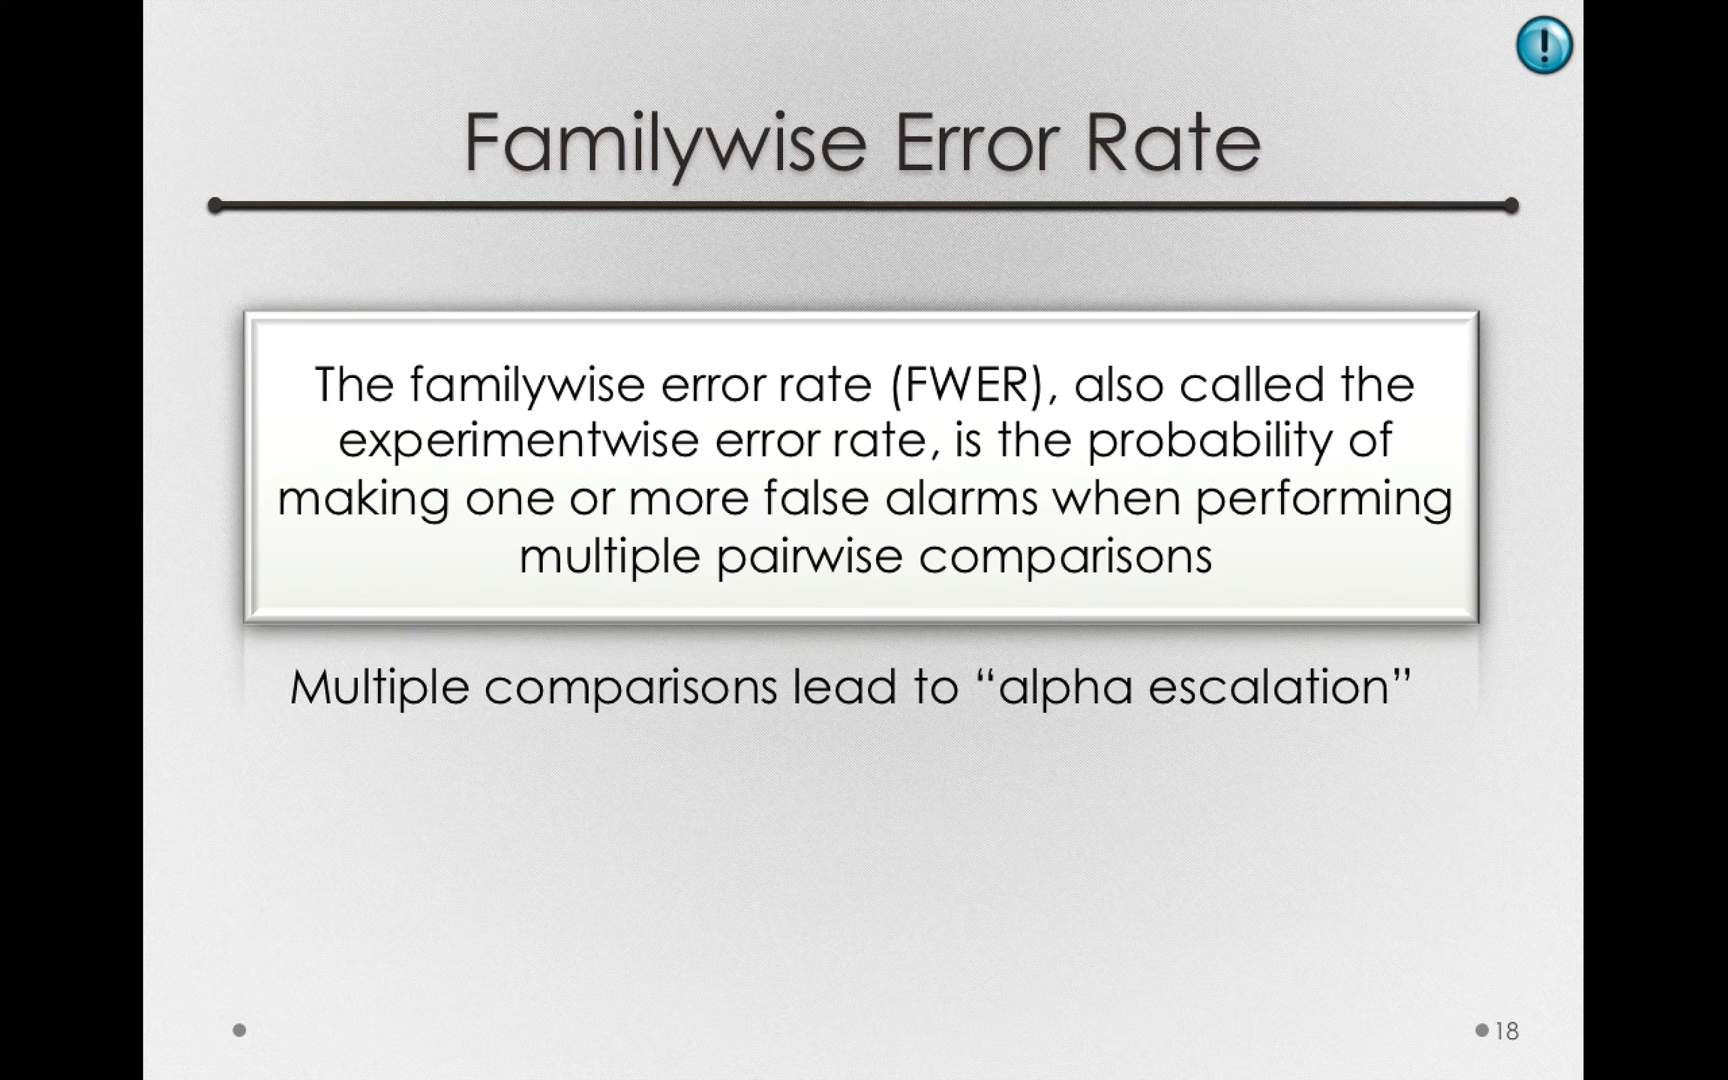 Familywise Error Rate
The familywise error rate (FWER), also called the
experimentwise error rate, is the probability of
making one or more false alarms when performing
multiple pairwise comparisons
Multiple comparisons lead to “alpha escalation”
18